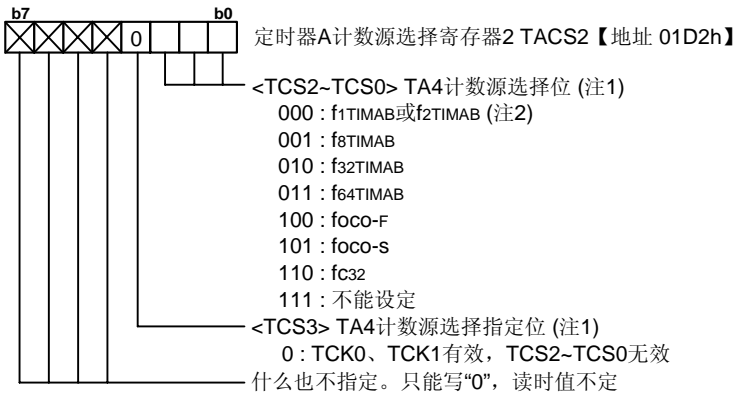 b7 b0
0 定时器A计数源选择寄存器2 TACS2【地址 01D2h】
<TCS2~TCS0> TA4计数源选择位 (注1)
000 : f1TIMAB或f2TIMAB (注2)
001 : f8TIMAB
010 : f32TIMAB
011 : f64TIMAB
100 : foco-F
101 : foco-s
110 : fc32
111 : 不能设定
<TCS3> TA4计数源选择指定位 (注1)
0 : TCK0、TCK1有效，TCS2~TCS0无效
什么也不指定。只能写“0”，读时值不定